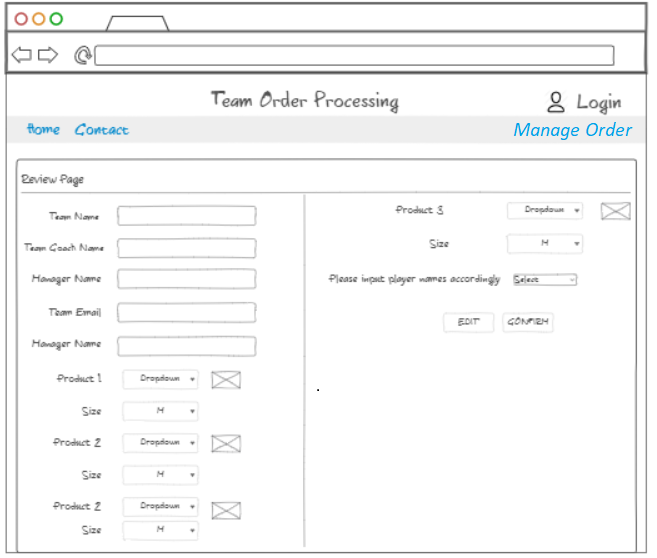 Team Order Processing
Login
Home Contact
Manage Order
Review Page
Team Name
Team Coach Name
Manager Name
Team Email
Manager Name
Product 1 Dropdown
Size M
Product 2 Dropdown
Size M
Product 2 Dropdown
Size M
Product 3 Dropdown
Size M
Please input player names accordingly Select
EDIT CONFIRM